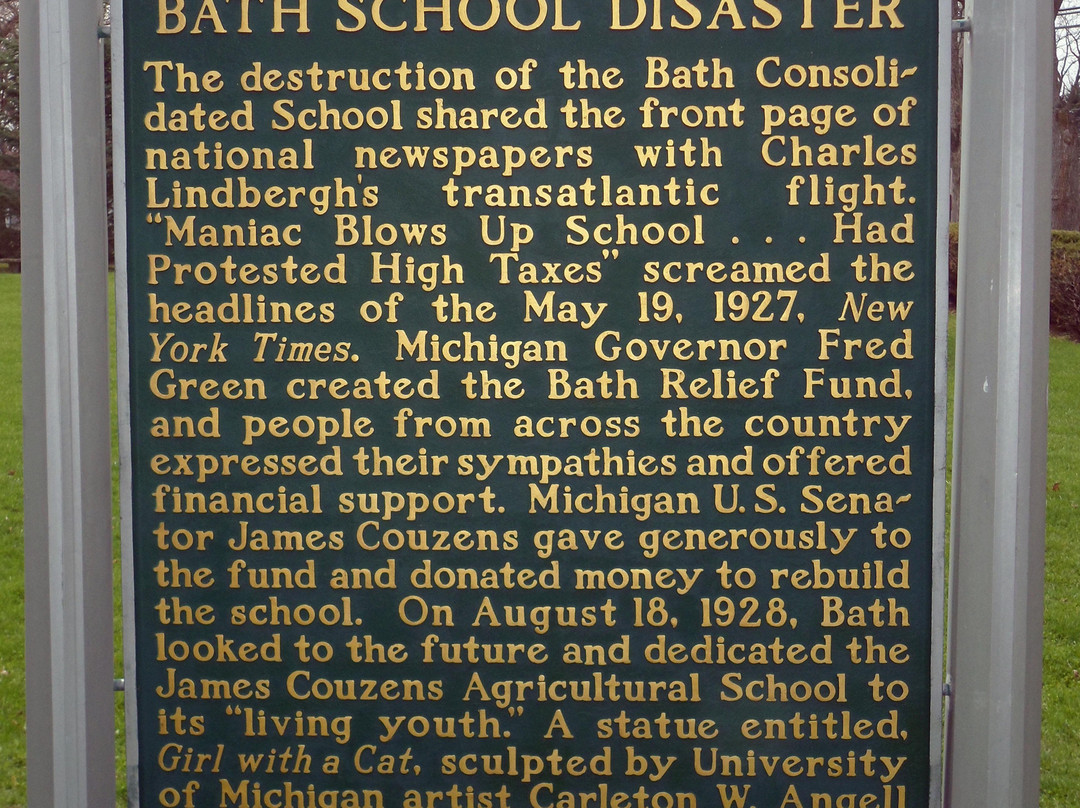 BATH SCHOOL DISASTER
The destruction of the Bath Consoli-
dated School shared the front page of
national newspapers with Charles
Lindbergh's transatlantic flight.
“Maniac Blows Up School . . . Had
Protested High Taxes” screamed the
headlines of the May 19, 1927, New
York Times. Michigan Governor Fred
Green created the Bath Relief Fund,
and people from across the country
expressed their sympathies and offered
financial support. Michigan U.S. Sena-
tor James Couzens gave generously to
the fund and donated money to rebuild
the school. On August 18, 1928, Bath
looked to the future and dedicated the
James Couzens Agricultural School to
its “living youth.” A statue entitled,
Girl with a Cat, sculpted by University
of Michigan artist Carleton W. Angell